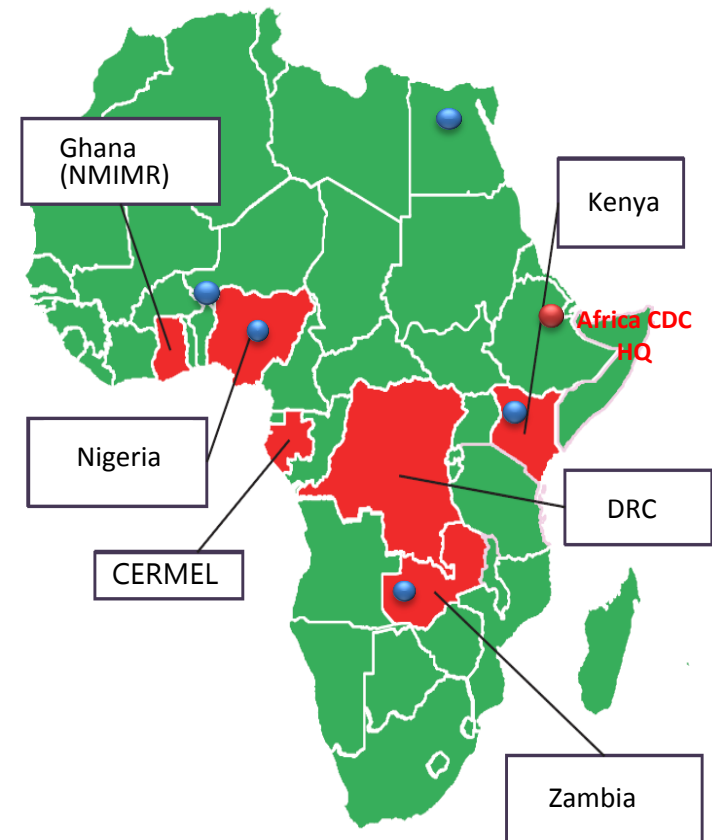 Ghana
(NMIMR)
Kenya
Africa CDC
HQ
Nigeria
DRC
CERMEL
Zambia